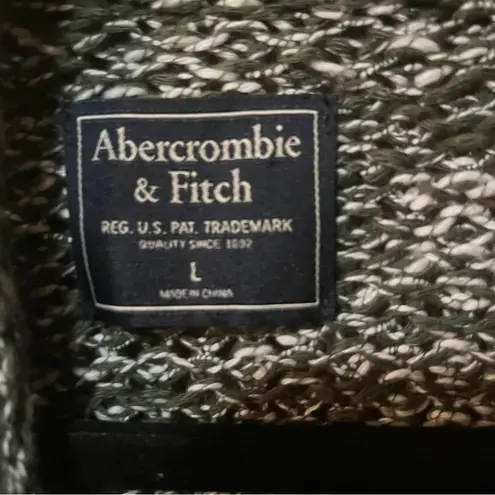 Abercrombie
& Fitch
REG. U.S. PAT. TRADEMARK
QUALITY SINCE 1892
L
MADE IN CHINA